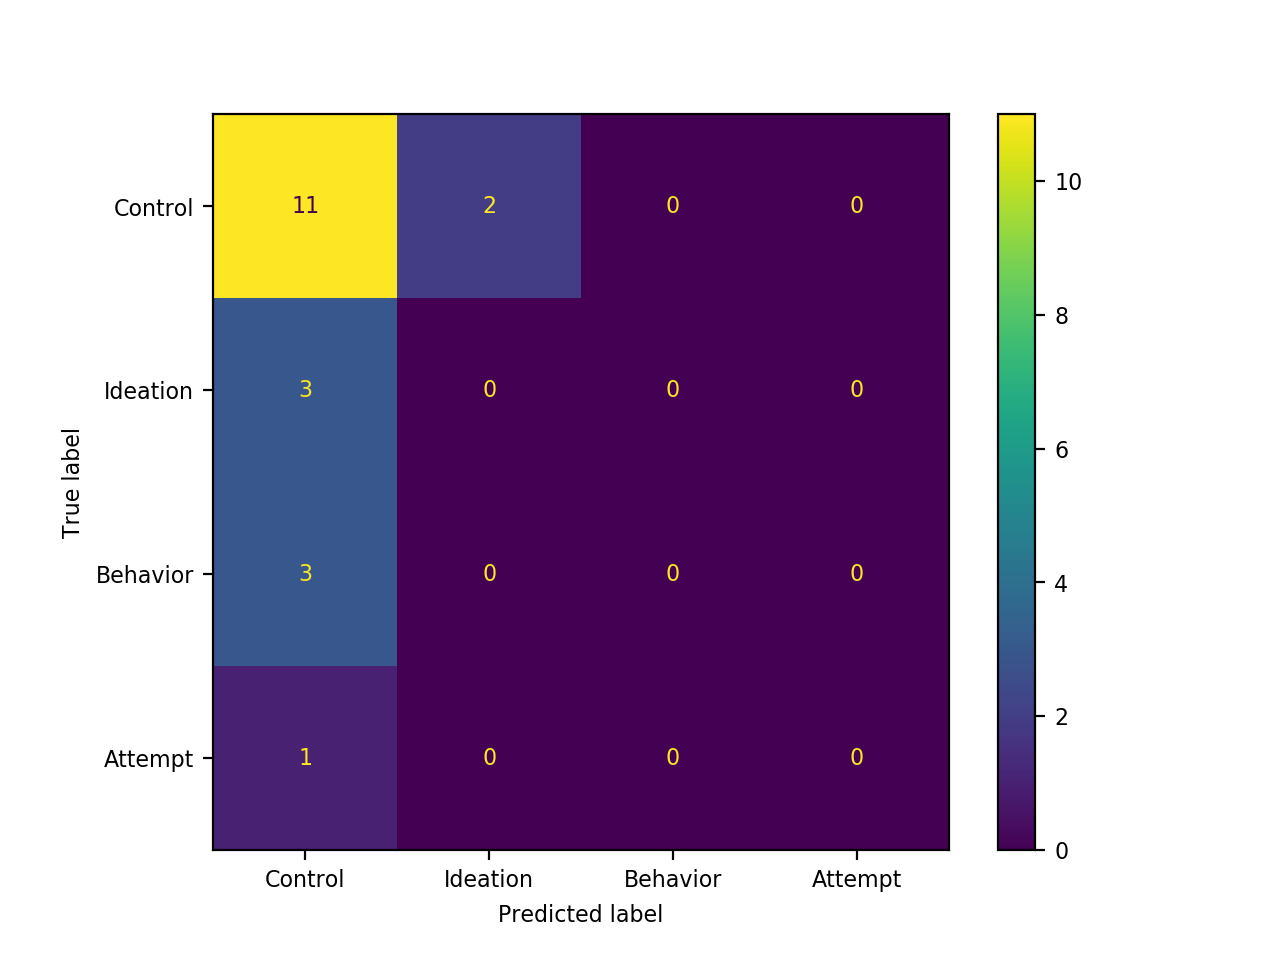 Control 11 2 0 0
Ideation 3 0 0 0
Behavior 3 0 0 0
Attempt 1 0 0 0
Control Ideation Behavior Attempt
Predicted label
True label
10
8
6
4
2
0